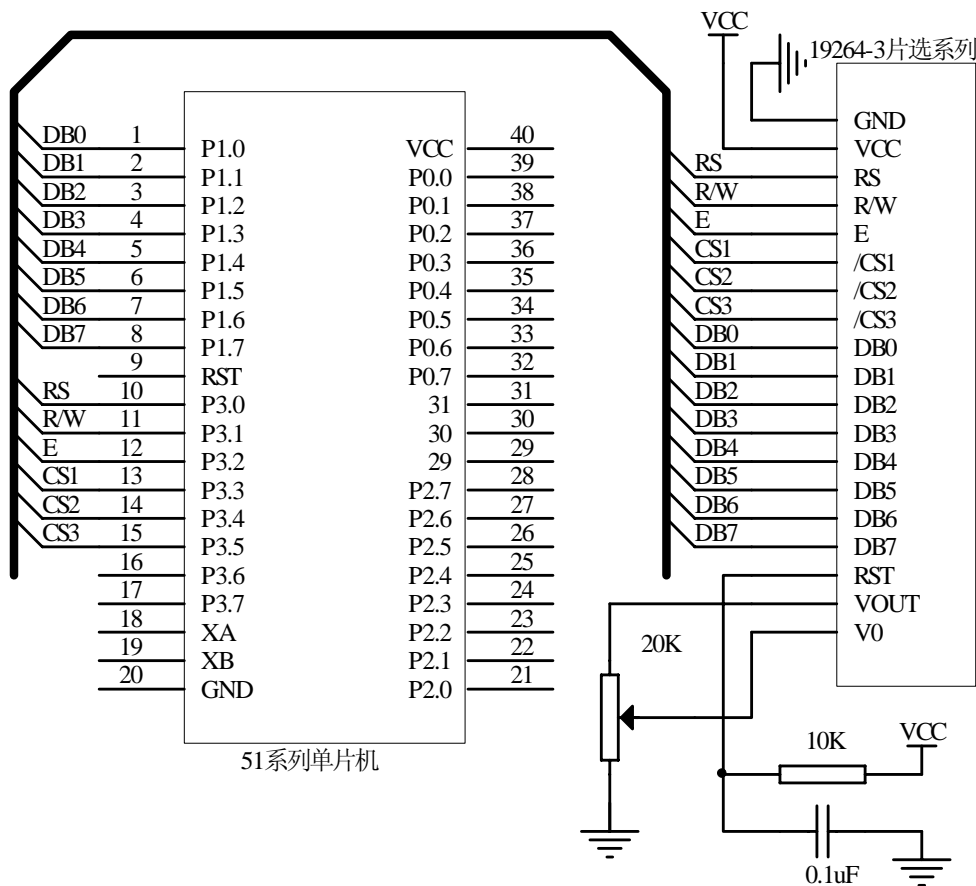 VCC
19264-3片选系列
DB0 1 P1.0
DB1 2 P1.1
DB2 3 P1.2
DB3 4 P1.3
DB4 5 P1.4
DB5 6 P1.5
DB6 7 P1.6
DB7 8 P1.7
9 RST
RS 10 P3.0
R/W 11 P3.1
E 12 P3.2
CS1 13 P3.3
CS2 14 P3.4
CS3 15 P3.5
16 P3.6
17 P3.7
18 XA
19 XB
20 GND
VCC 40
P0.0 39
P0.1 38
P0.2 37
P0.3 36
P0.4 35
P0.5 34
P0.6 33
P0.7 32
31 31
30 30
29 29
P2.7 28
P2.6 27
P2.5 26
P2.4 25
P2.3 24
P2.2 23
P2.1 22
P2.0 21
51系列单片机
GND
VCC
RS RS
R/W R/W
E E
CS1 /CS1
CS2 /CS2
CS3 /CS3
DB0 DB0
DB1 DB1
DB2 DB2
DB3 DB3
DB4 DB4
DB5 DB5
DB6 DB6
DB7 DB7
RST
VOUT
V0
20K
10K
VCC
0.1uF